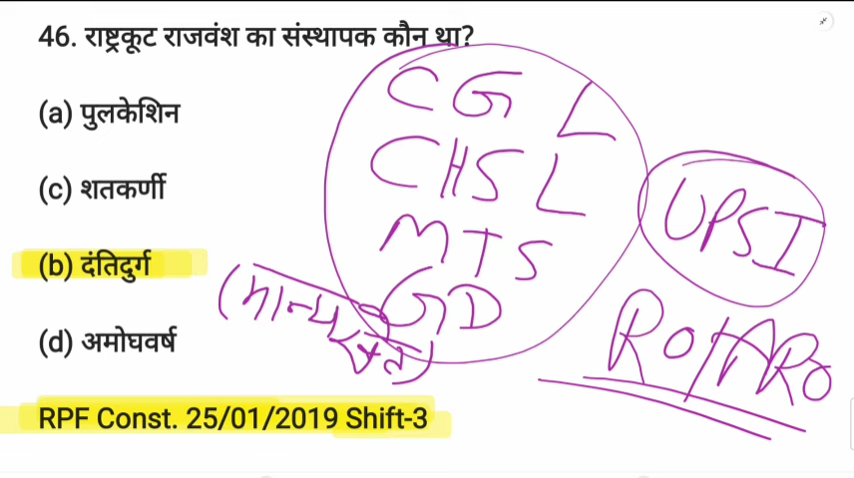 46. राष्ट्रकूट राजवंश का संस्थापक कौन था?
(a) पुलकेशिन
(c) शतकर्णी
(b) दंतिदुर्ग
(d) अमोघवर्ष
RPF Const. 25/01/2019 Shift-3
CGL
CHSL
MTS
GD
UPSI
RO/ARO